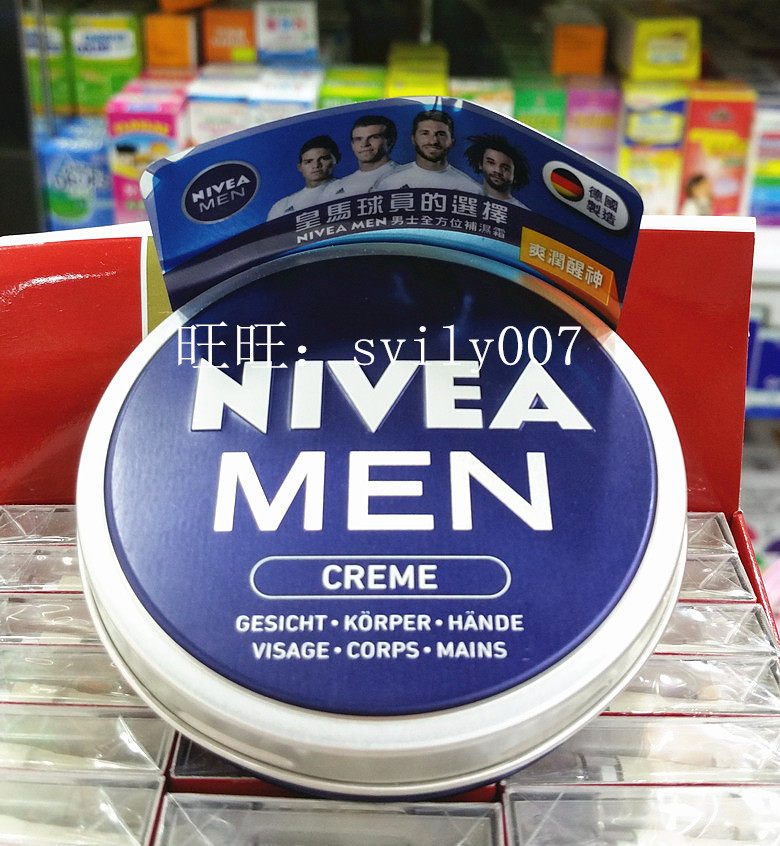 NIVEA
MEN
皇馬球員的選擇
NIVEA MEN 男士全方位補濕霜
德國
製造
爽潤醒神
旺旺：syily007
NIVEA
MEN
CREME
GESICHT • KÖRPER • HÄNDE
VISAGE • CORPS • MAINS